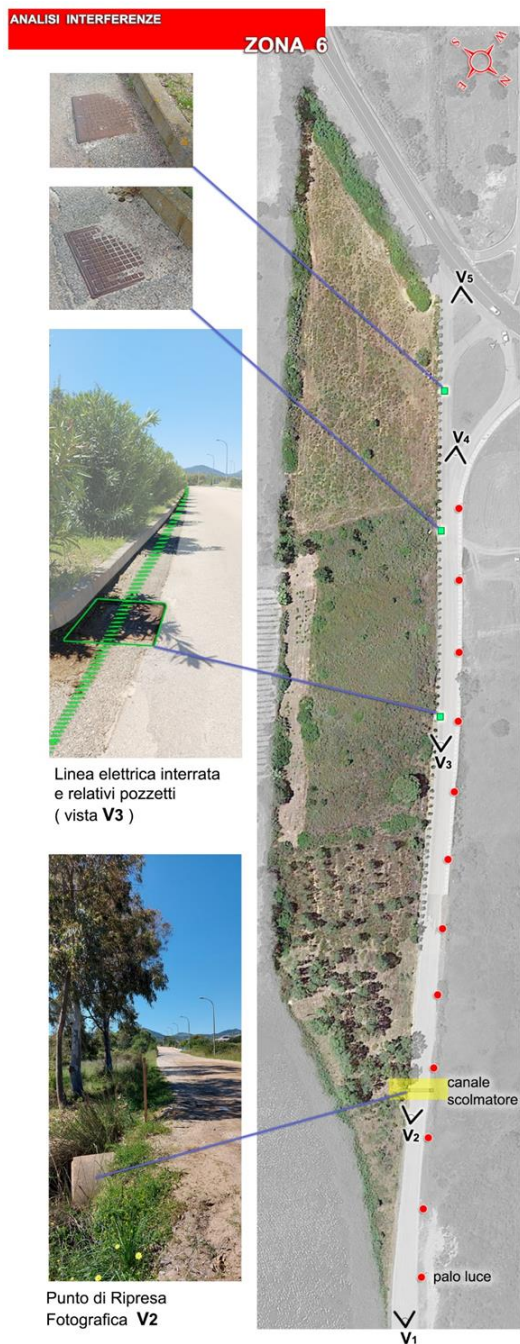 ANALISI INTERFERENZE
ZONA 6
S
W
E
N
V5
V4
Linea elettrica interrata
e relativi pozzetti
( vista V3 )
V3
canale
scolmatore
V2
palo luce
Punto di Ripresa
Fotografica V2
V1